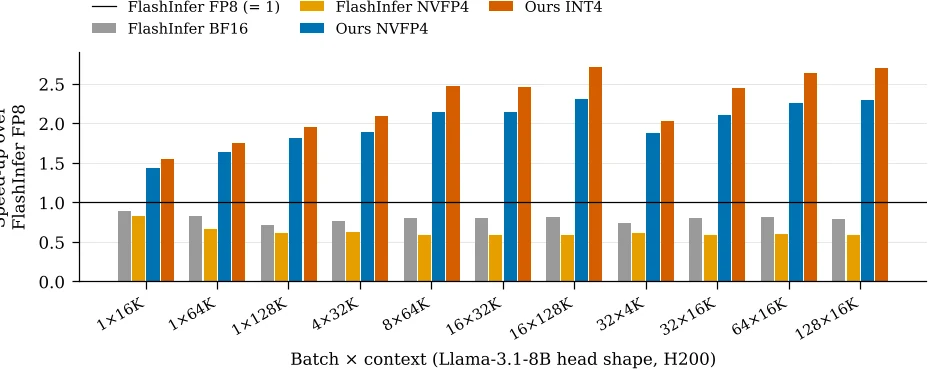 FlashInfer FP8 (= 1)
FlashInfer NVFP4
Ours INT4
FlashInfer BF16
Ours NVFP4
Speed-up over
FlashInfer FP8
2.5
2.0
1.5
1.0
0.5
0.0
1×16K
1×64K
1×128K
4×32K
8×64K
16×32K
16×128K
32×4K
32×16K
64×16K
128×16K
Batch × context (Llama-3.1-8B head shape, H200)